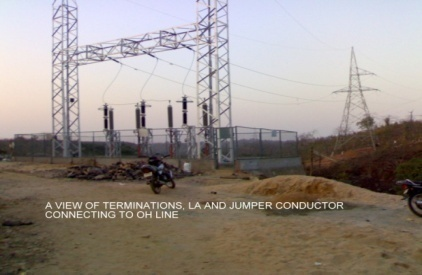 A VIEW OF TERMINATIONS, LA AND JUMPER CONDUCTOR
CONNECTING TO OH LINE